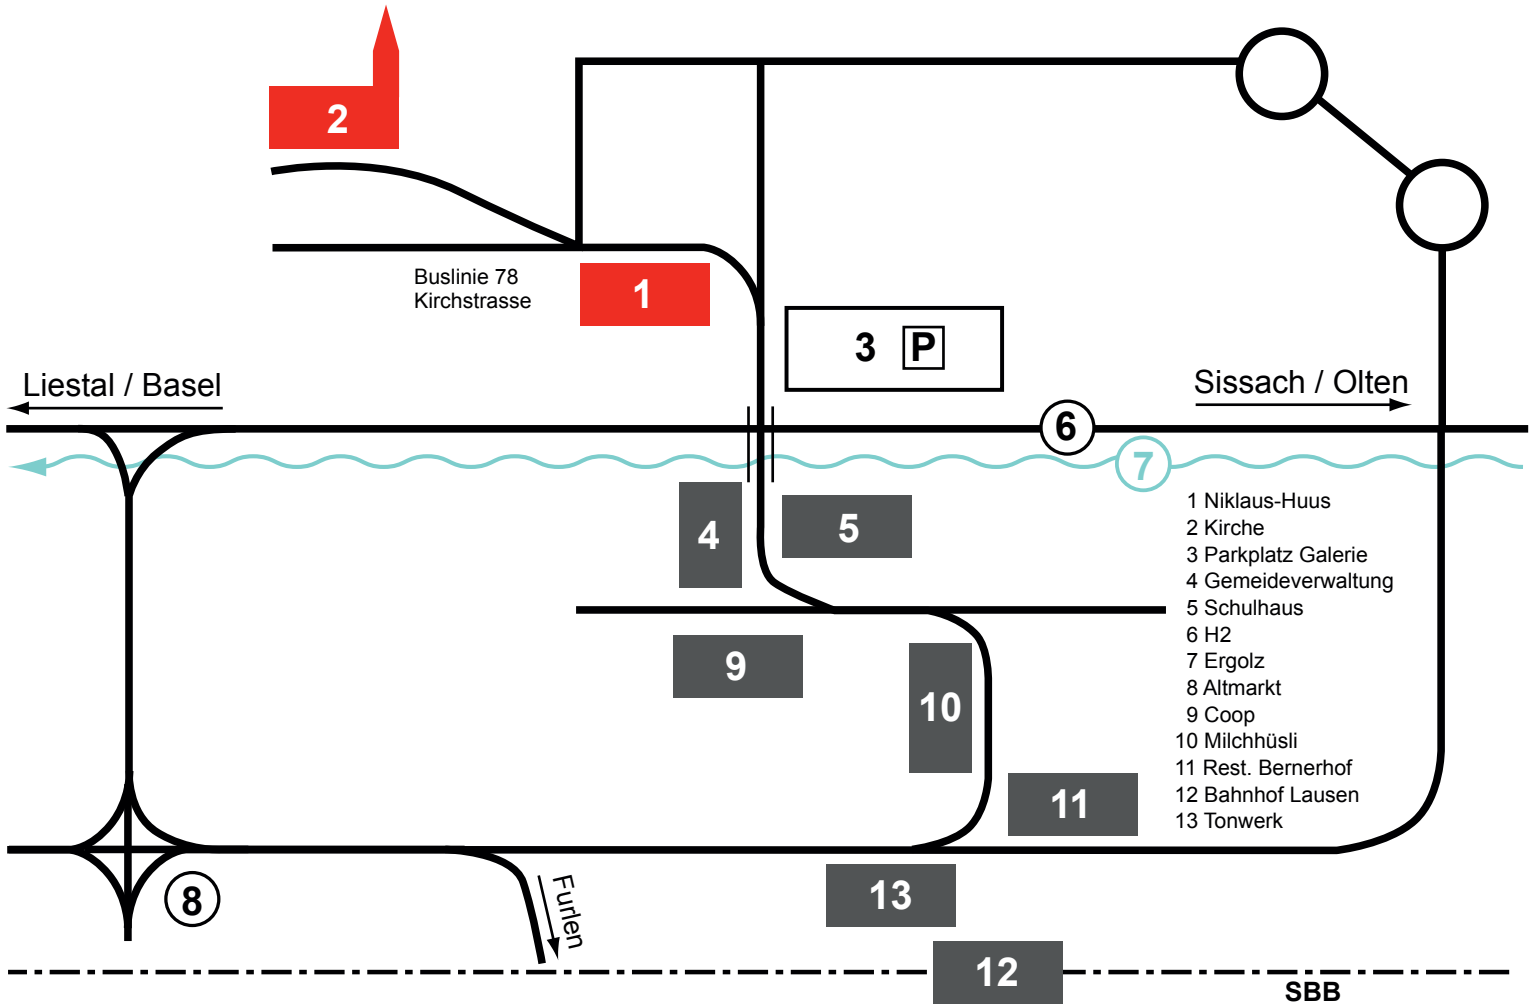 2
Buslinie 78
Kirchstrasse
1
3 P
Liestal / Basel
Sissach / Olten
6
7
4
5
9
10
11
8
Furlen
13
12
SBB
1 Niklaus-Huus
2 Kirche
3 Parkplatz Galerie
4 Gemeideverwaltung
5 Schulhaus
6 H2
7 Ergolz
8 Altmarkt
9 Coop
10 Milchhüsli
11 Rest. Bernerhof
12 Bahnhof Lausen
13 Tonwerk